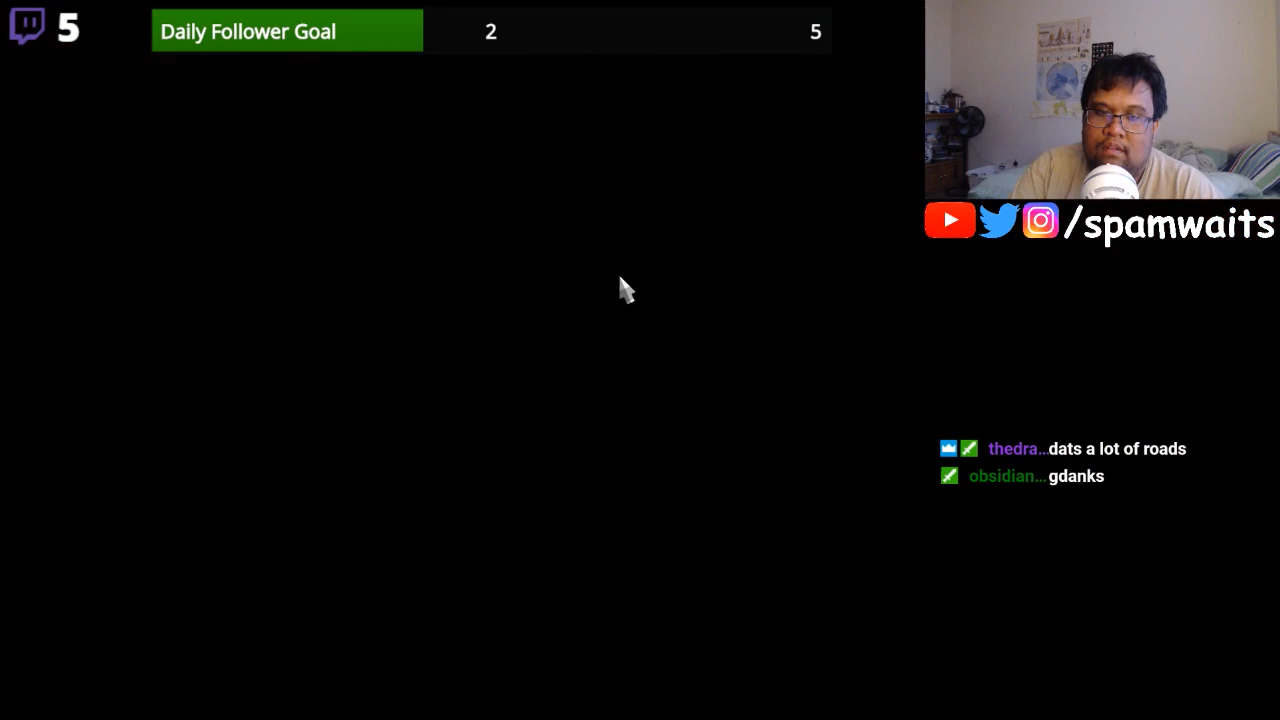 5
Daily Follower Goal 2 5
/spamwaits
thedra... dats a lot of roads
obsidian... gdanks